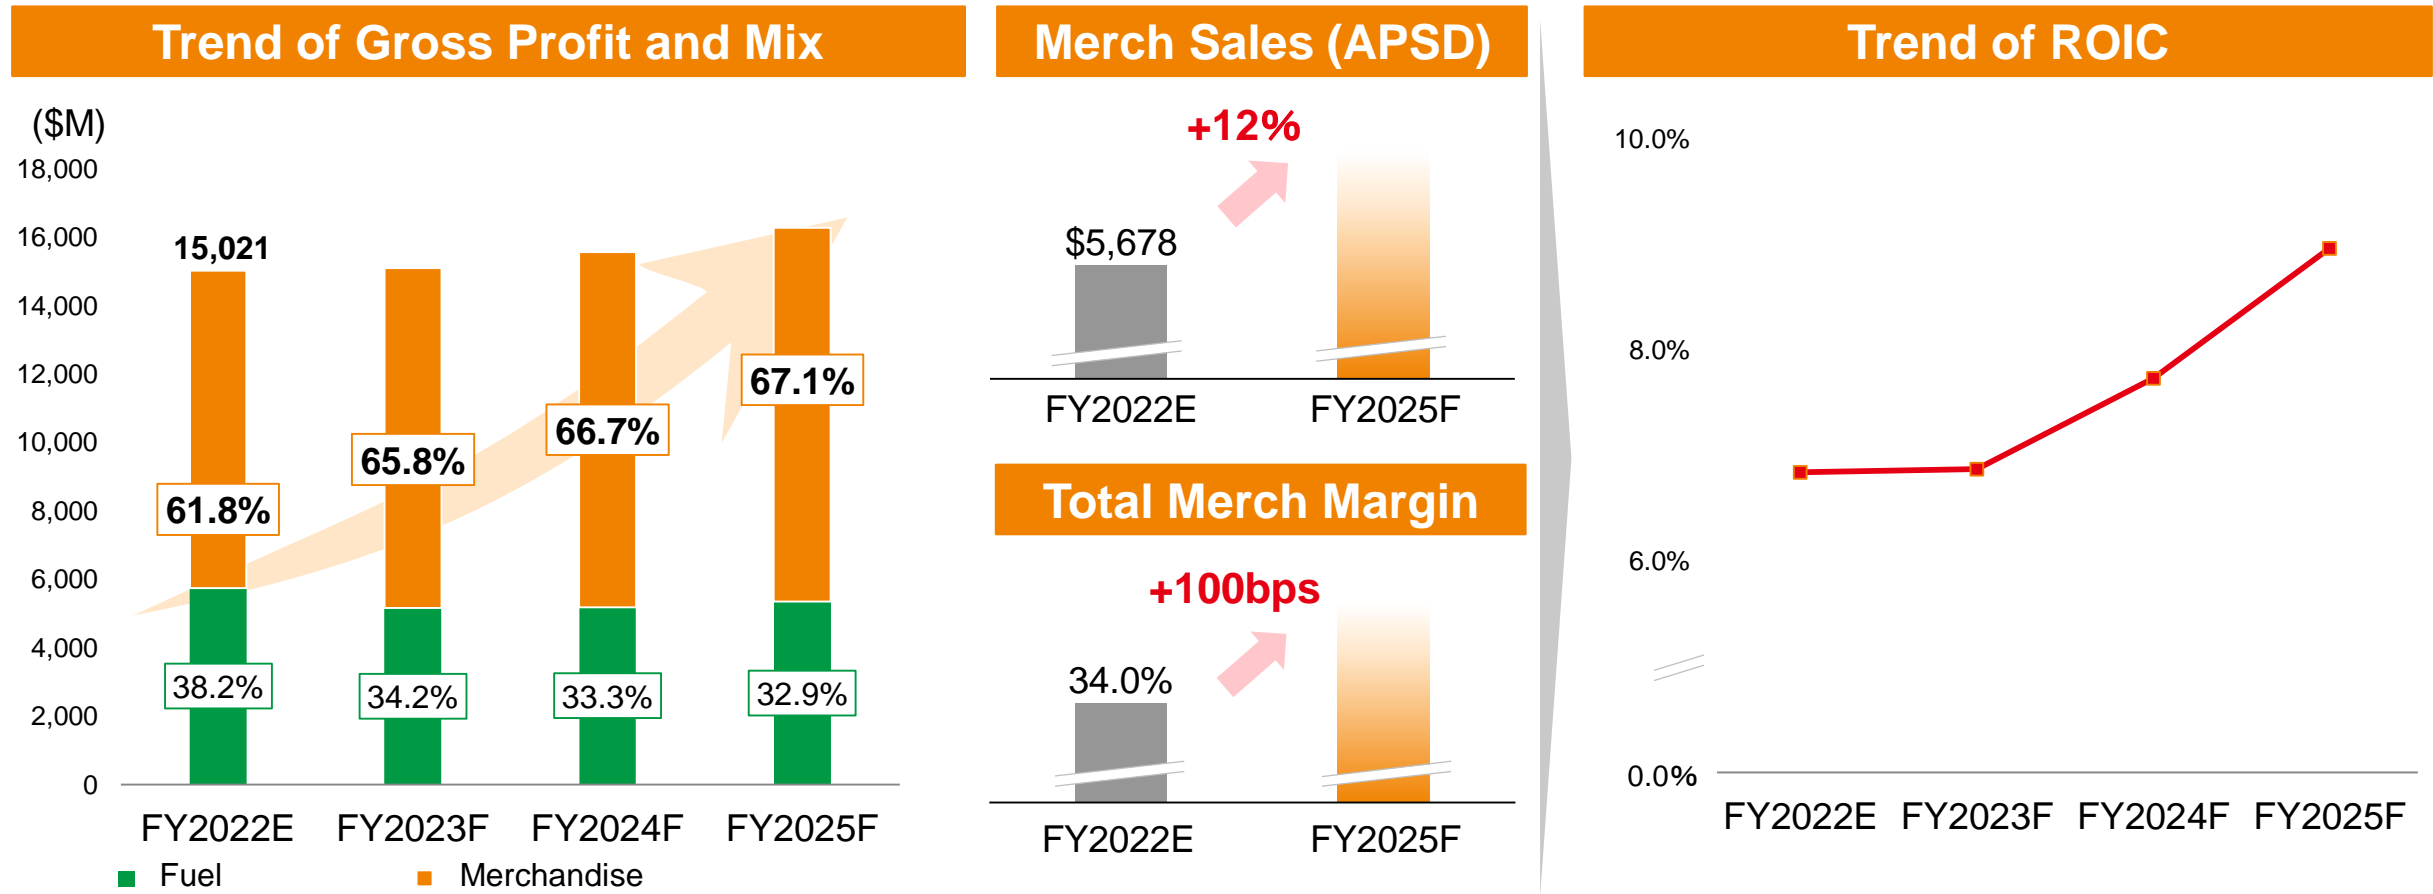 Trend of Gross Profit and Mix
($M)
18,000
16,000
14,000
12,000
10,000
8,000
6,000
4,000
2,000
0
15,021
61.8%
65.8%
66.7%
67.1%
38.2%
34.2%
33.3%
32.9%
FY2022E FY2023F FY2024F FY2025F
Fuel Merchandise
Merch Sales (APSD)
+12%
$5,678
FY2022E FY2025F
Total Merch Margin
+100bps
34.0%
FY2022E FY2025F
Trend of ROIC
10.0%
8.0%
6.0%
0.0%
FY2022E FY2023F FY2024F FY2025F